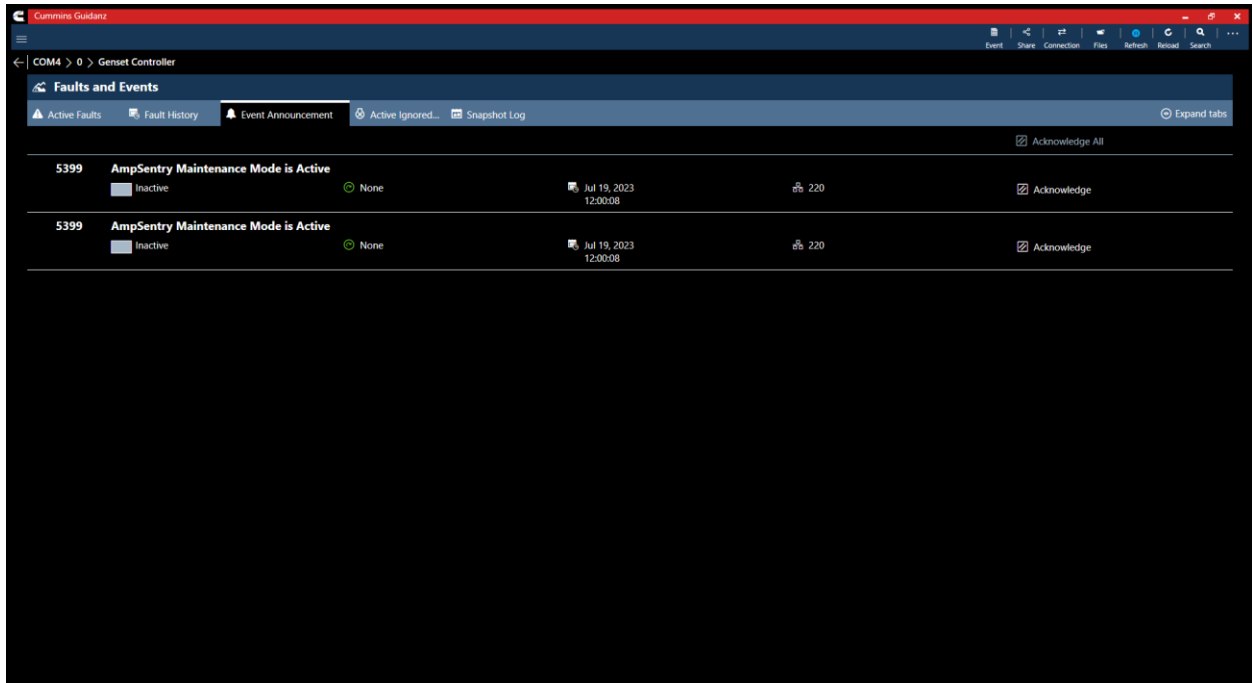 Cummins Guidanz
Event Share Connection Files Refresh Reload Search
COM4 > 0 > Genset Controller
Faults and Events
Active Faults Fault History Event Announcement Active Ignored... Snapshot Log Expand tabs
Acknowledge All
5399 AmpSentry Maintenance Mode is Active
Inactive None Jul 19, 2023 220 Acknowledge
12:00:08
5399 AmpSentry Maintenance Mode is Active
Inactive None Jul 19, 2023 220 Acknowledge
12:00:08